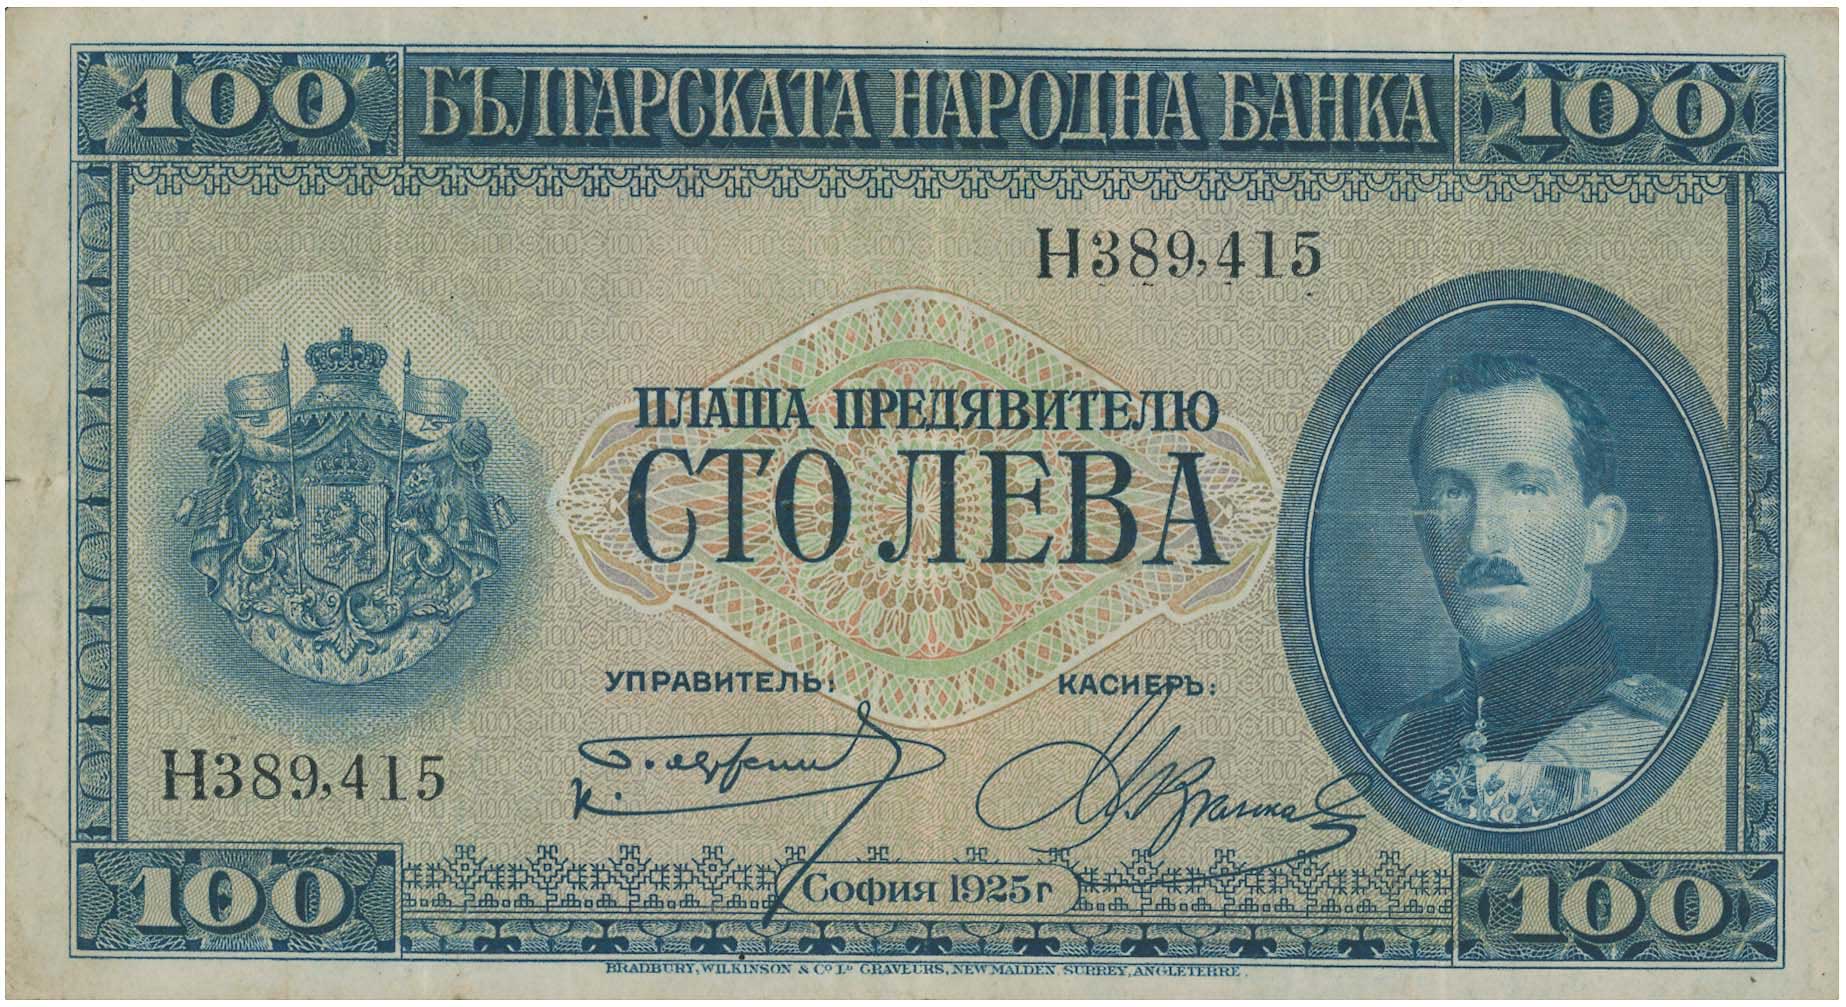 100 БЪЛГАРСКАТА НАРОДНА БАНКА 100
Н389,415
ПЛАЩА ПРЕДЯВИТЕЛЮ
СТО ЛЕВА
УПРАВИТЕЛЬ: КАСИЕРЪ:
Н389,415
100 София 1925 г 100
BRADBURY, WILKINSON & Co Ld GRAVEURS, NEW MALDEN, SURREY, ANGLETERRE.